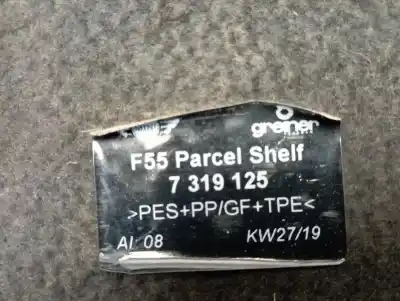 greiner
F55 Parcel Shelf
7 319 125
>PES+PP/GF+TPE<
AI 08 KW27/19